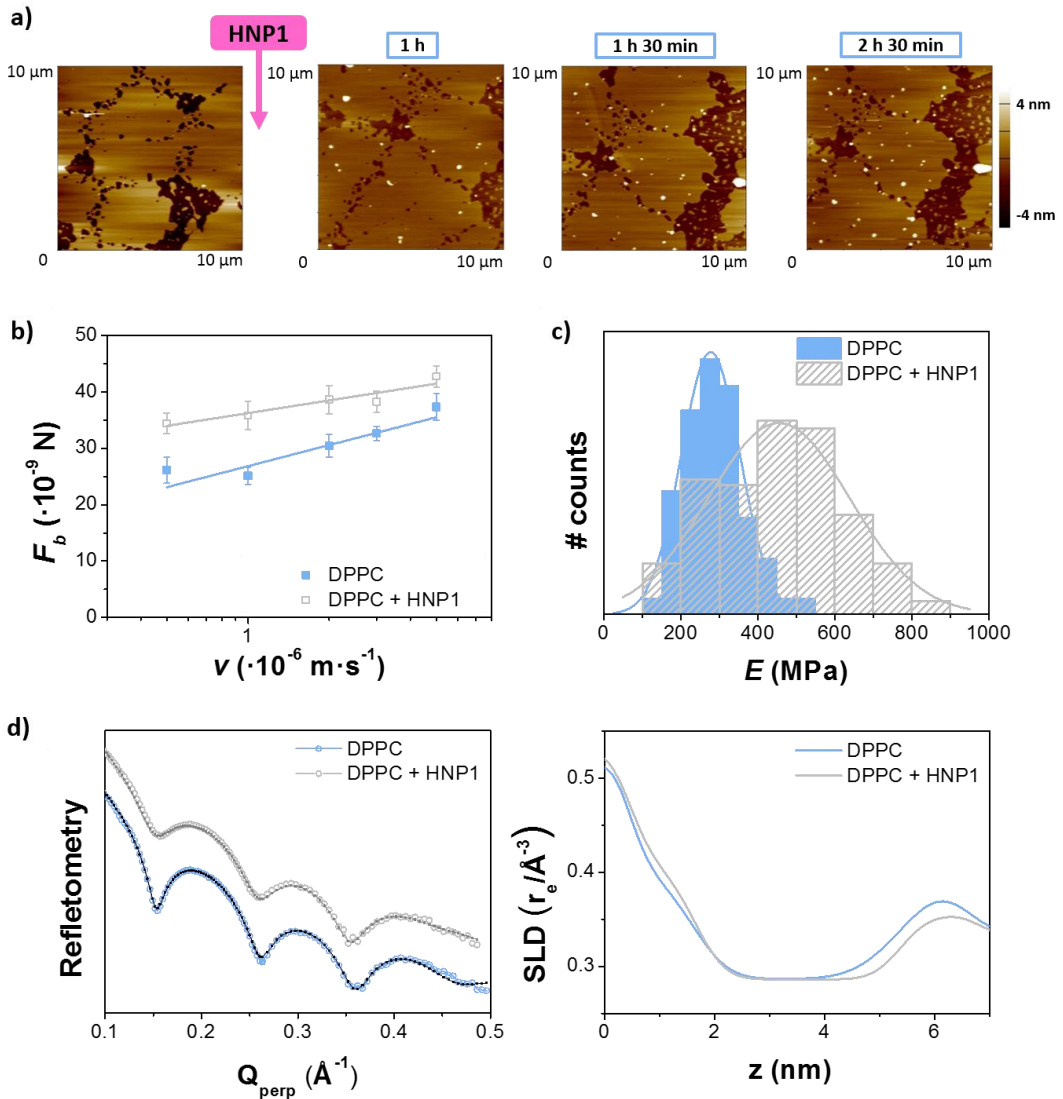 a)
HNP1
1 h
1 h 30 min
2 h 30 min
10 µm
10 µm
10 µm
10 µm
4 nm
-4 nm
0
10 µm
0
10 µm
0
10 µm
0
10 µm
b)
50
40
30
20
10
0
F_b (·10⁻⁹ N)
DPPC
DPPC + HNP1
1
v (·10⁻⁶ m·s⁻¹)
c)
DPPC
DPPC + HNP1
# counts
0
200
400
600
800
1000
E (MPa)
d)
DPPC
DPPC + HNP1
Refletometry
0.1
0.2
0.3
0.4
0.5
Q_perp (Å⁻¹)
DPPC
DPPC + HNP1
0.5
0.4
0.3
SLD (r_e/Å⁻³)
0
2
4
6
z (nm)